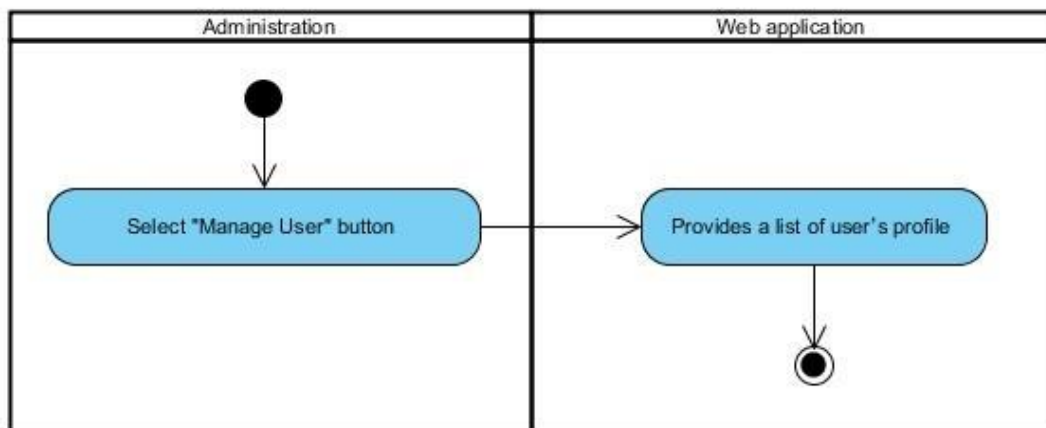 Administration
Web application
Select "Manage User" button
Provides a list of user’s profile